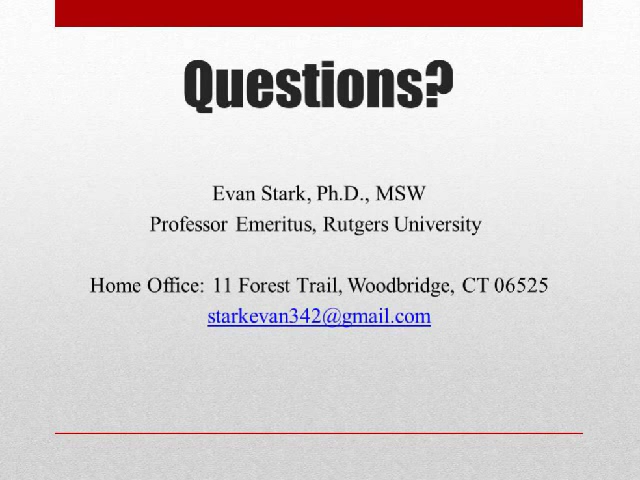 Questions?
Evan Stark, Ph.D., MSW
Professor Emeritus, Rutgers University
Home Office: 11 Forest Trail, Woodbridge, CT 06525
starkevan342@gmail.com